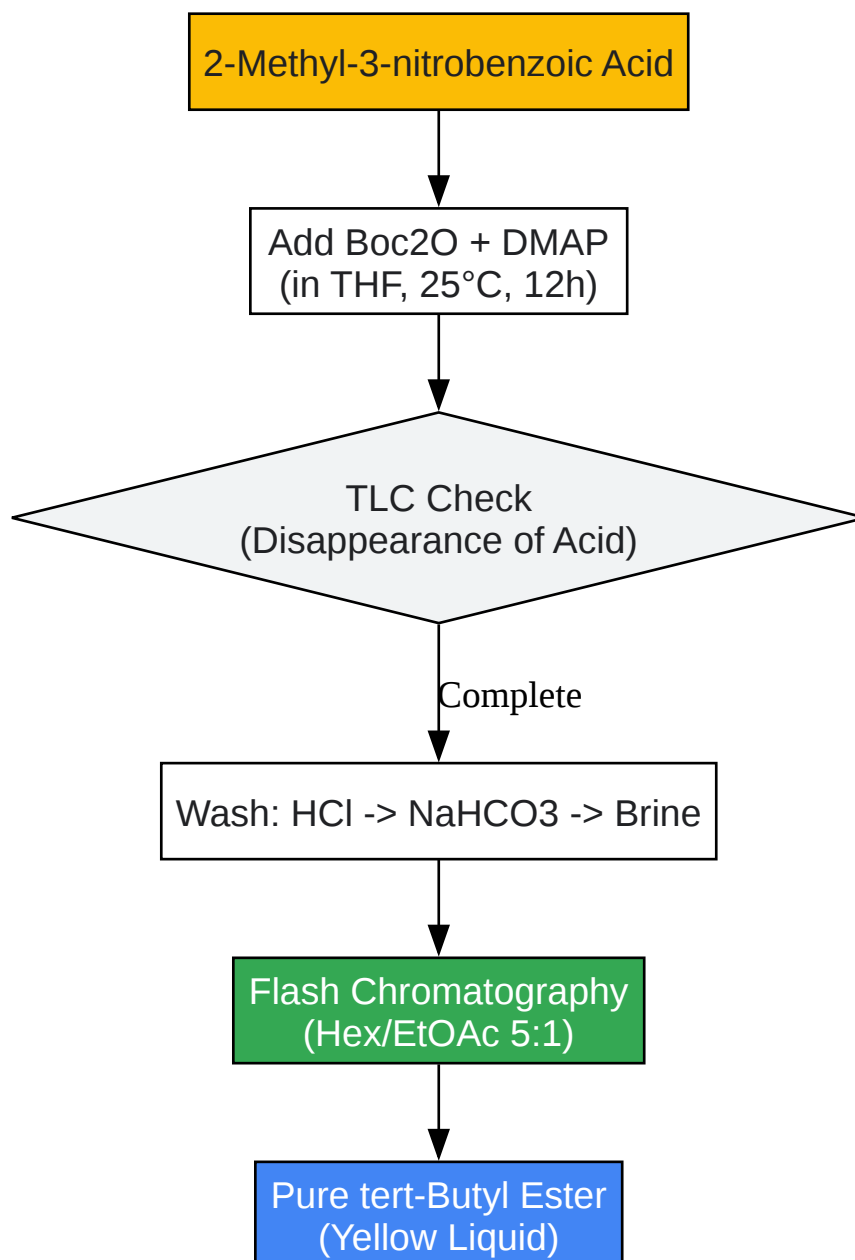 2-Methyl-3-nitrobenzoic Acid
Add Boc2O + DMAP
(in THF, 25°C, 12h)
TLC Check
(Disappearance of Acid)
Complete
Wash: HCl -> NaHCO3 -> Brine
Flash Chromatography
(Hex/EtOAc 5:1)
Pure tert-Butyl Ester
(Yellow Liquid)